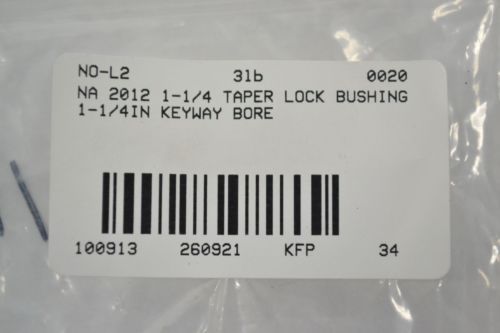 NO-L2 3lb 0020
NA 2012 1-1/4 TAPER LOCK BUSHING
1-1/4IN KEYWAY BORE
100913 260921 KFP 34